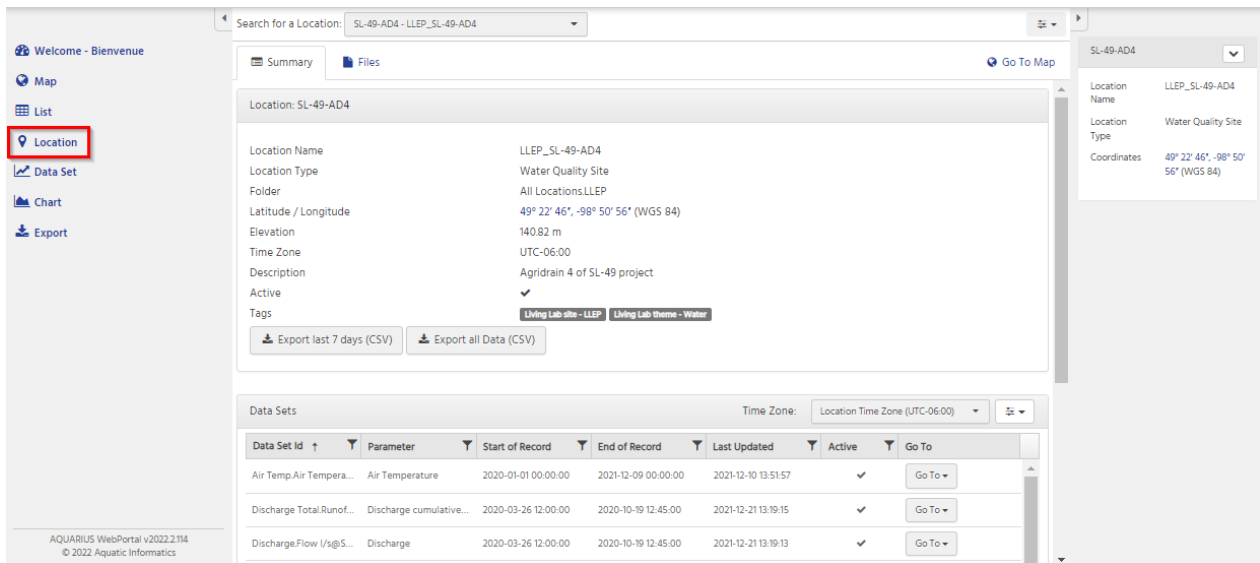 Search for a Location: SL-49-AD4 - LLEP_SL-49-AD4
Welcome - Bienvenue
Map
List
Location
Data Set
Chart
Export
AQUARIUS WebPortal v2022.2.114
© 2022 Aquatic Informatics
Summary Files Go To Map
Location: SL-49-AD4
Location Name LLEP_SL-49-AD4
Location Type Water Quality Site
Folder All Locations.LLEP
Latitude / Longitude 49° 22' 46", -98° 50' 56" (WGS 84)
Elevation 140.82 m
Time Zone UTC-06:00
Description Agridrain 4 of SL-49 project
Active
Tags Living Lab site - LLEP Living Lab theme - Water
Export last 7 days (CSV) Export all Data (CSV)
Data Sets Time Zone: Location Time Zone (UTC-06:00)
Data Set Id ↑ Parameter Start of Record End of Record Last Updated Active Go To
Air Temp.Air Tempera... Air Temperature 2020-01-01 00:00:00 2021-12-09 00:00:00 2021-12-10 13:51:57 Go To
Discharge Total.Runof... Discharge cumulative... 2020-03-26 12:00:00 2020-10-19 12:45:00 2021-12-21 13:19:15 Go To
Discharge.Flow l/s@S... Discharge 2020-03-26 12:00:00 2020-10-19 12:45:00 2021-12-21 13:19:13 Go To
SL-49-AD4
Location Name LLEP_SL-49-AD4
Location Type Water Quality Site
Coordinates 49° 22' 46", -98° 50'
56" (WGS 84)